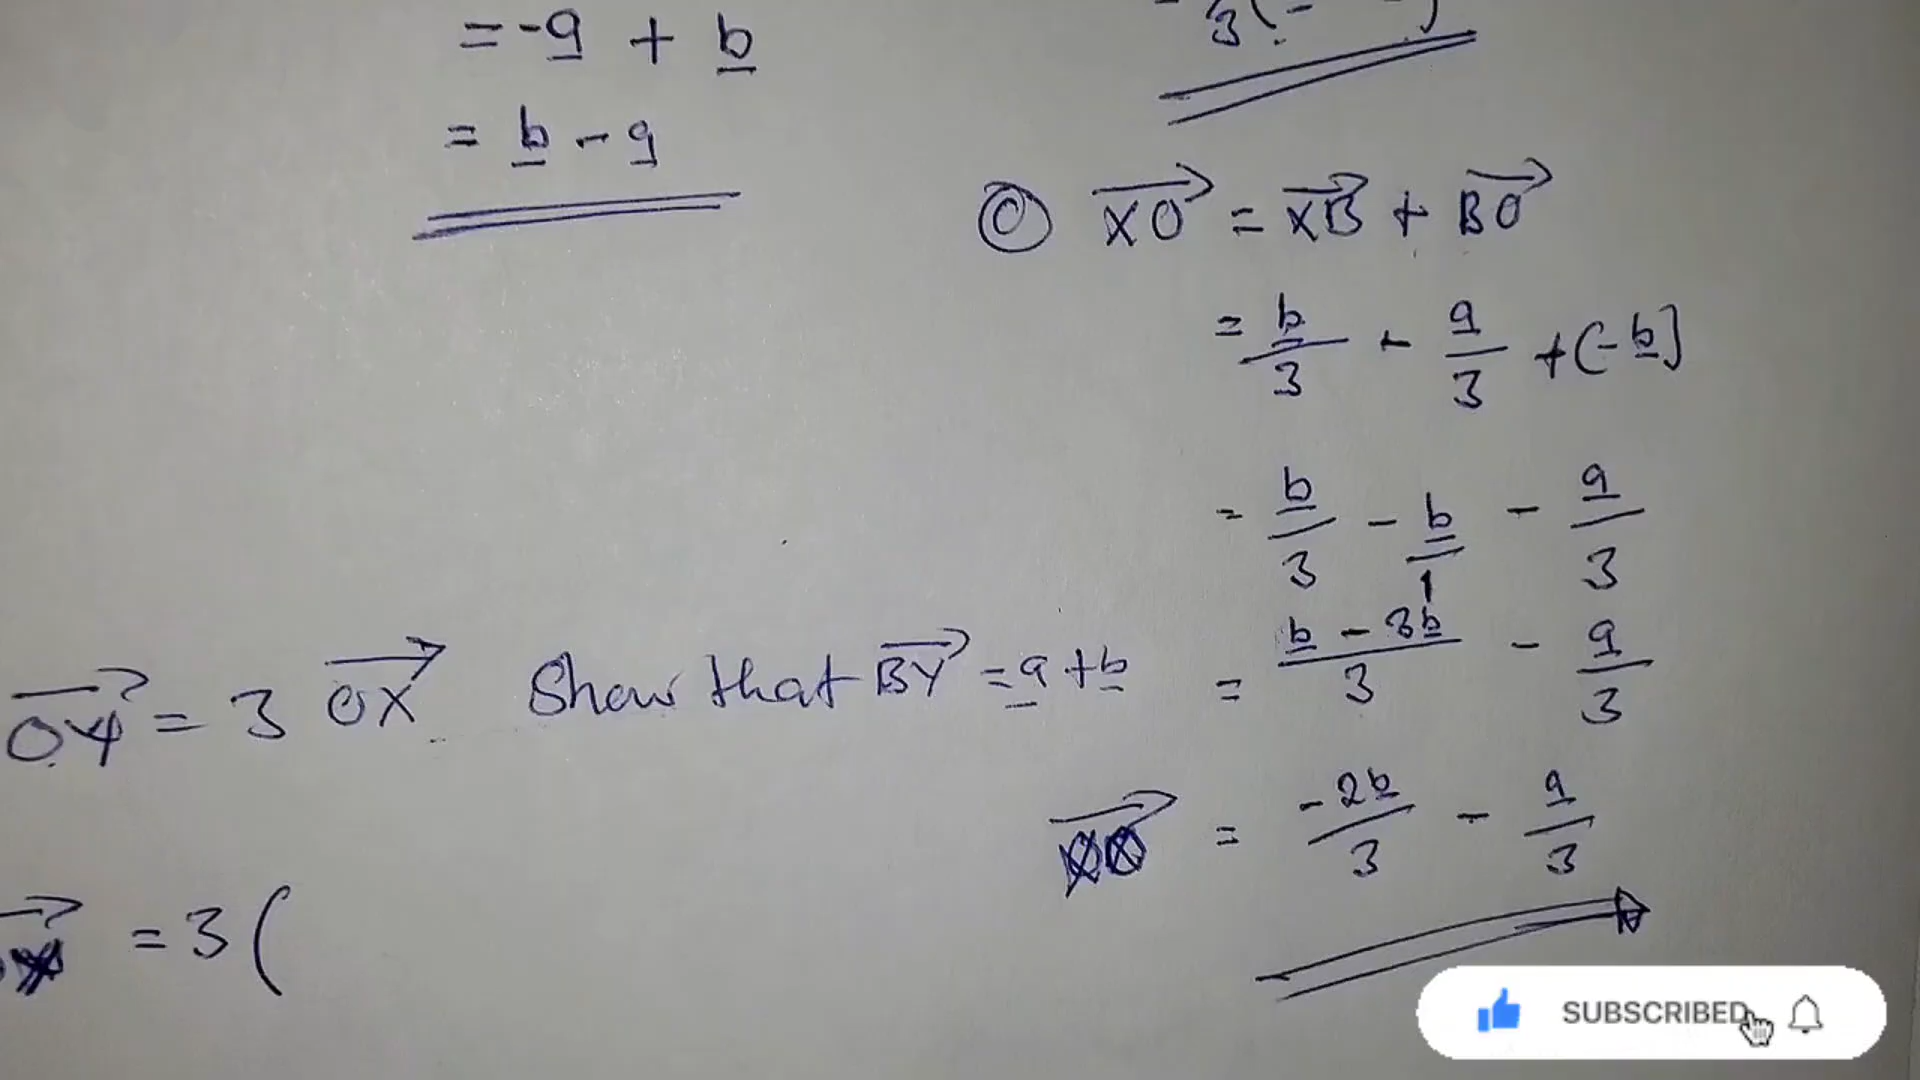 = -a + b
= b - a
3(- - )
© XO = XB + BO
= b/3 - a/3 + (-b]
= b/3 - b/1 - a/3
= b - 3b/3 - a/3
XO = -2b/3 - a/3
OY = 3 OX Show that BY = a + b
= 3 (
SUBSCRIBED